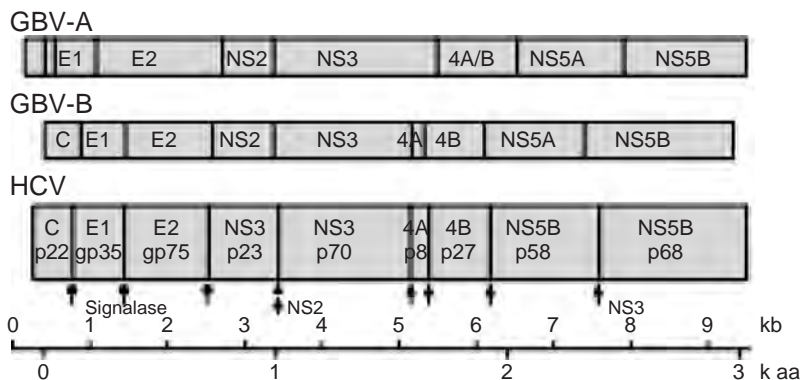 GBV-A
E1 E2 NS2 NS3 4A/B NS5A NS5B
GBV-B
C E1 E2 NS2 NS3 4A 4B NS5A NS5B
HCV
C E1 E2 NS3 NS3 4A 4B NS5B NS5B
p22 gp35 gp75 p23 p70 p8 p27 p58 p68
Signalase NS2 NS3
0 1 2 3 4 5 6 7 8 9 kb
0 1 2 3 k aa